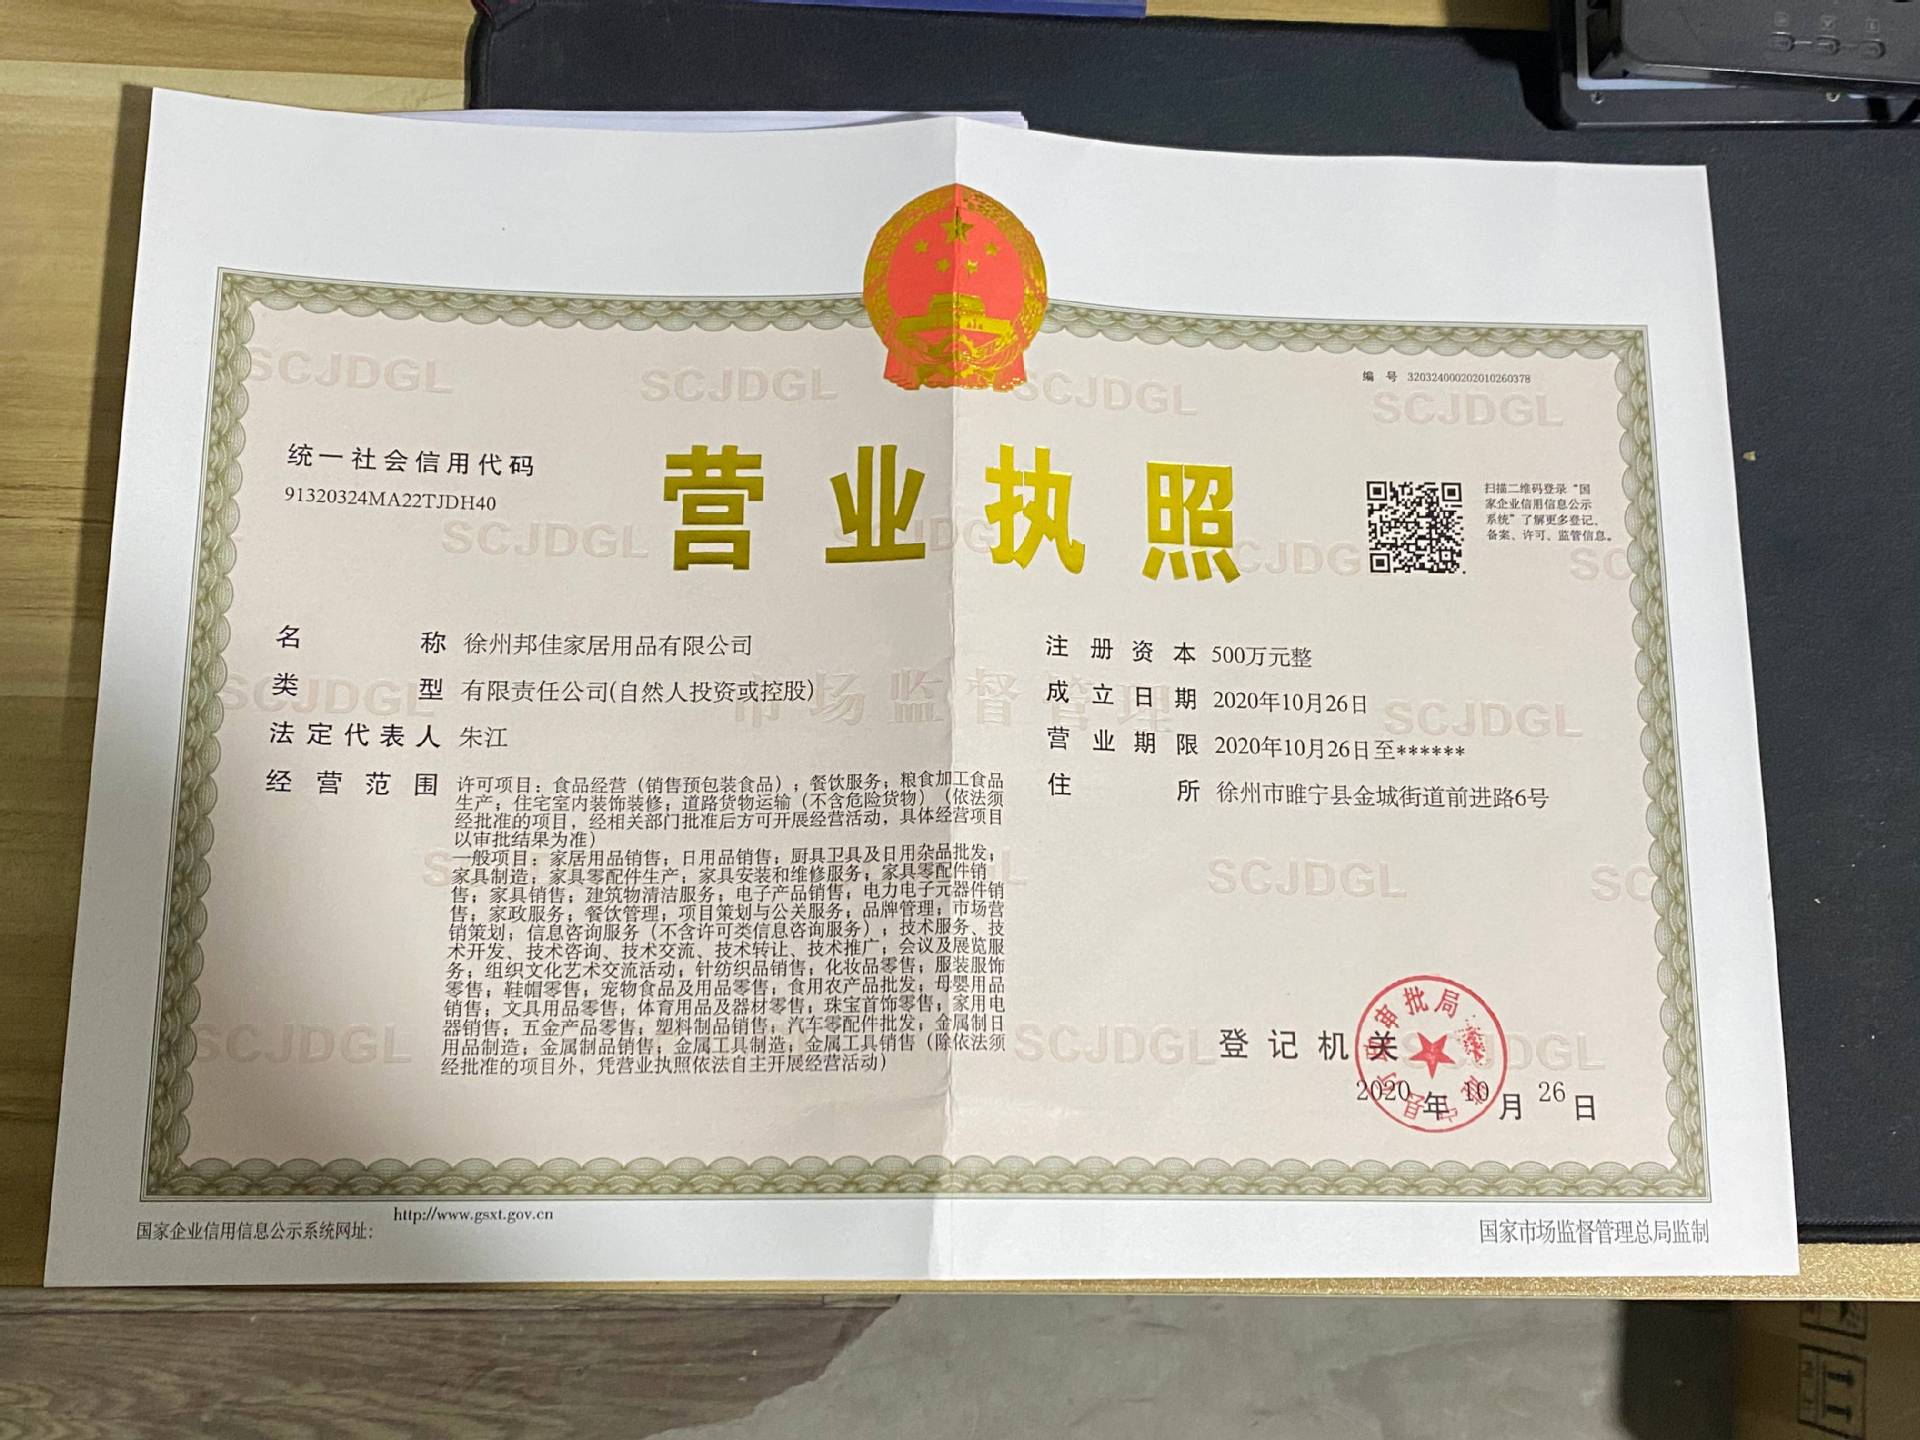 编 号 320324000202010260378
统一社会信用代码
91320324MA22TJDH40
营业执照
扫描二维码登录“国
家企业信用信息公示
系统”了解更多登记、
备案、许可、监管信息。
名 称 徐州邦佳家居用品有限公司
类 型 有限责任公司(自然人投资或控股)
法定代表人 朱江
经营范围 许可项目：食品经营（销售预包装食品）；餐饮服务；粮食加工食品
生产；住宅室内装饰装修；道路货物运输（不含危险货物）（依法须
经批准的项目，经相关部门批准后方可开展经营活动，具体经营项目
以审批结果为准）
一般项目：家居用品销售；日用品销售；厨具卫具及日用杂品批发；
家具制造；家具零配件生产；家具安装和维修服务；家具零配件销
售；家具销售；建筑物清洁服务；电子产品销售；电力电子元器件销
售；家政服务；餐饮管理；项目策划与公关服务；品牌管理；市场营
销策划；信息咨询服务（不含许可类信息咨询服务）；技术服务、技
术开发、技术咨询、技术交流、技术转让、技术推广；会议及展览服
务；组织文化艺术交流活动；针纺织品销售；化妆品零售；服装服饰
零售；鞋帽零售；宠物食品及用品零售；食用农产品批发；母婴用品
销售；文具用品零售；体育用品及器材零售；珠宝首饰零售；家用电
器销售；五金产品零售；塑料制品销售；汽车零配件批发；金属制日
用品制造；金属制品销售；金属工具制造；金属工具销售（除依法须
经批准的项目外，凭营业执照依法自主开展经营活动）
注册资本 500万元整
成立日期 2020年10月26日
营业期限 2020年10月26日至******
住 所 徐州市睢宁县金城街道前进路6号
登记机关
2020 年 10 月 26 日
国家企业信用信息公示系统网址：
http://www.gsxt.gov.cn
国家市场监督管理总局监制
SCJDGL
市场监督管理